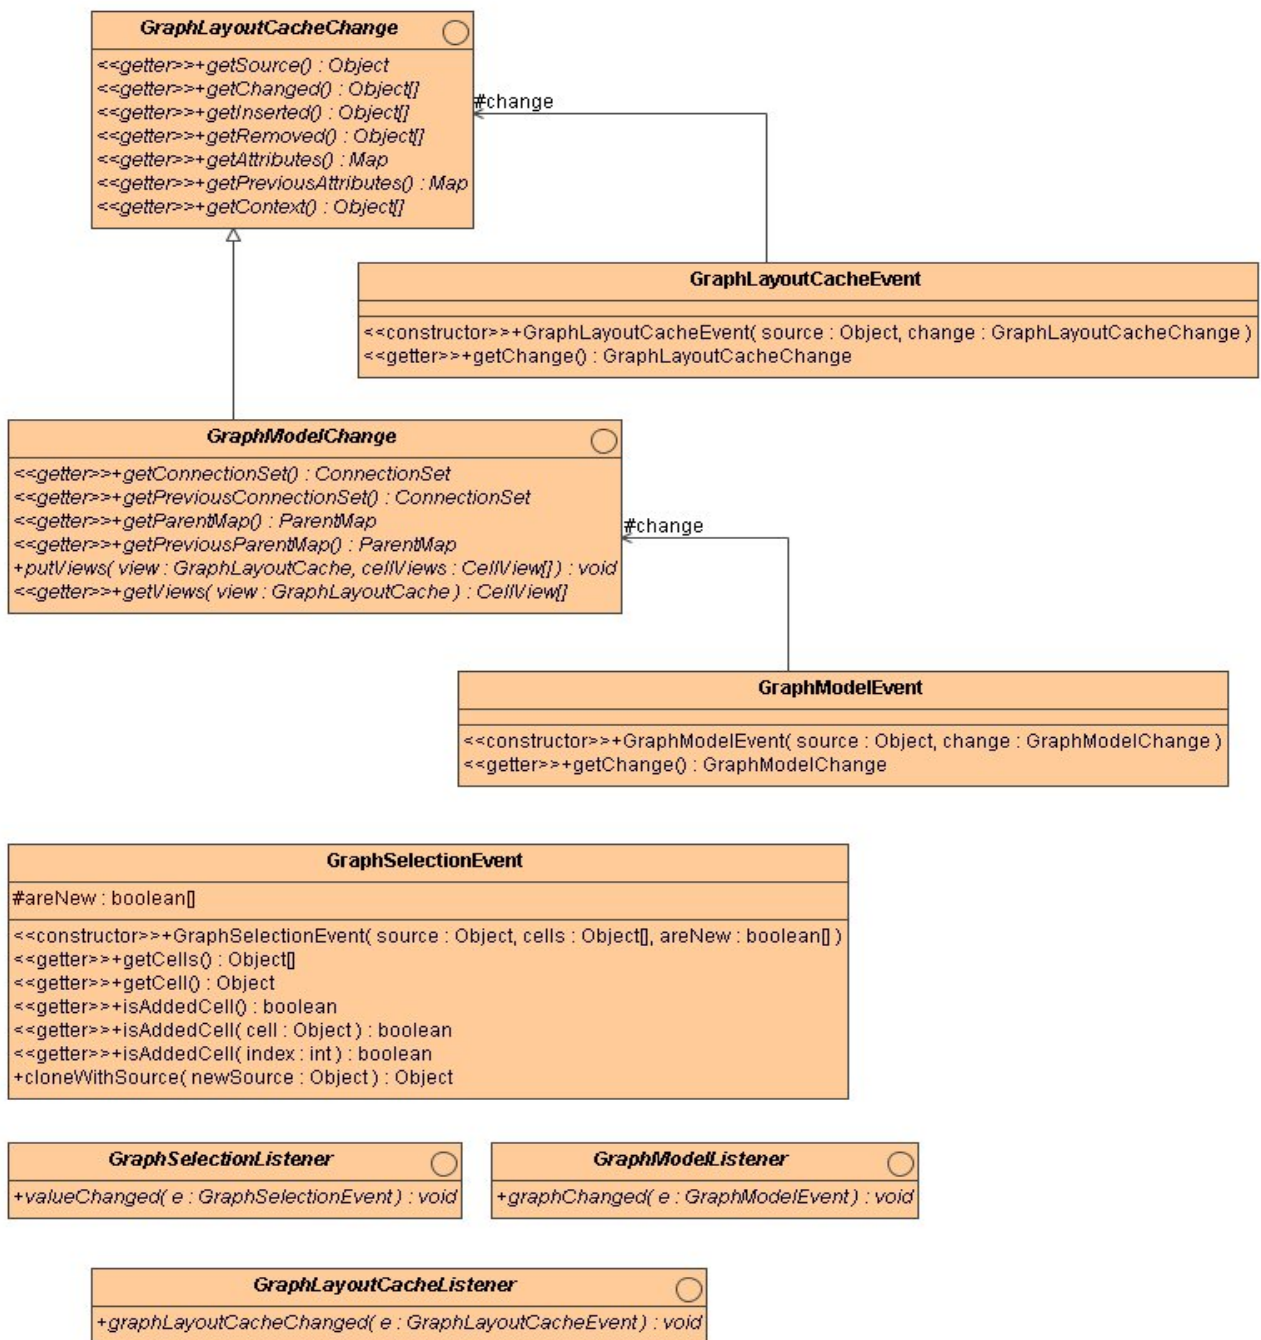 GraphLayoutCacheChange
<<getter>>+getSource() : Object
<<getter>>+getChanged() : Object[]
<<getter>>+getInserted() : Object[]
<<getter>>+getRemoved() : Object[]
<<getter>>+getAttributes() : Map
<<getter>>+getPreviousAttributes() : Map
<<getter>>+getContext() : Object[]
#change
GraphLayoutCacheEvent
<<constructor>>+GraphLayoutCacheEvent( source : Object, change : GraphLayoutCacheChange )
<<getter>>+getChange() : GraphLayoutCacheChange
GraphModelChange
<<getter>>+getConnectionSet() : ConnectionSet
<<getter>>+getPreviousConnectionSet() : ConnectionSet
<<getter>>+getParentMap() : ParentMap
<<getter>>+getPreviousParentMap() : ParentMap
+putViews( view : GraphLayoutCache, cellViews : CellView[] ) : void
<<getter>>+getViews( view : GraphLayoutCache ) : CellView[]
#change
GraphModelEvent
<<constructor>>+GraphModelEvent( source : Object, change : GraphModelChange )
<<getter>>+getChange() : GraphModelChange
GraphSelectionEvent
#areNew : boolean[]
<<constructor>>+GraphSelectionEvent( source : Object, cells : Object[], areNew : boolean[] )
<<getter>>+getCells() : Object[]
<<getter>>+getCell() : Object
<<getter>>+isAddedCell() : boolean
<<getter>>+isAddedCell( cell : Object ) : boolean
<<getter>>+isAddedCell( index : int ) : boolean
+cloneWithSource( newSource : Object ) : Object
GraphSelectionListener
+valueChanged( e : GraphSelectionEvent ) : void
GraphModelListener
+graphChanged( e : GraphModelEvent ) : void
GraphLayoutCacheListener
+graphLayoutCacheChanged( e : GraphLayoutCacheEvent ) : void